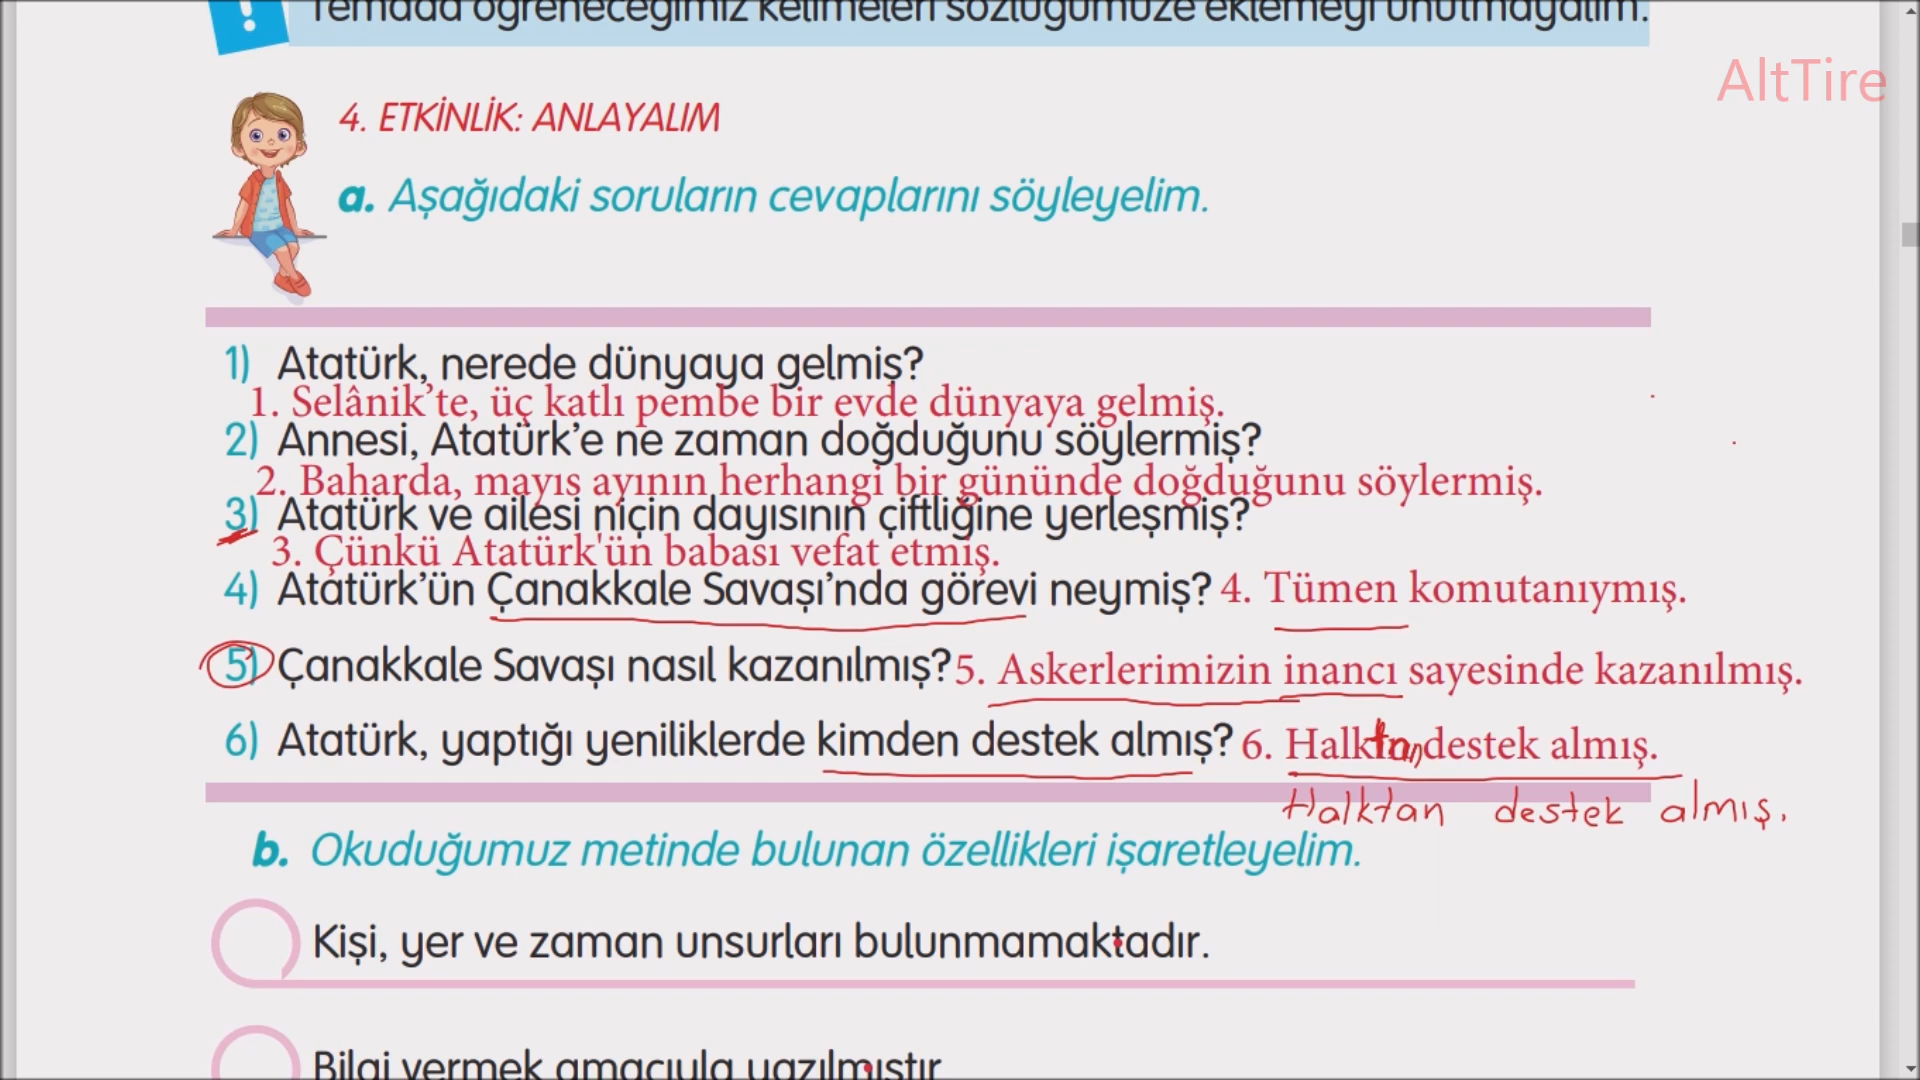 !
Temada öğreneceğimiz kelimeleri sözlüğümüze eklemeyi unutmayalım.
AltTire
4. ETKİNLİK: ANLAYALIM
a. Aşağıdaki soruların cevaplarını söyleyelim.
1) Atatürk, nerede dünyaya gelmiş?
1. Selânik’te, üç katlı pembe bir evde dünyaya gelmiş.
2) Annesi, Atatürk’e ne zaman doğduğunu söylermiş?
2. Baharda, mayıs ayının herhangi bir gününde doğduğunu söylermiş.
3) Atatürk ve ailesi niçin dayısının çiftliğine yerleşmiş?
3. Çünkü Atatürk'ün babası vefat etmiş.
4) Atatürk’ün Çanakkale Savaşı’nda görevi neymiş? 4. Tümen komutanıymış.
5) Çanakkale Savaşı nasıl kazanılmış? 5. Askerlerimizin inancı sayesinde kazanılmış.
6) Atatürk, yaptığı yeniliklerde kimden destek almış? 6. Halktan destek almış.
Halktan destek almış.
b. Okuduğumuz metinde bulunan özellikleri işaretleyelim.
Kişi, yer ve zaman unsurları bulunmamaktadır.
Bilgi vermek amacıyla yazılmıştır